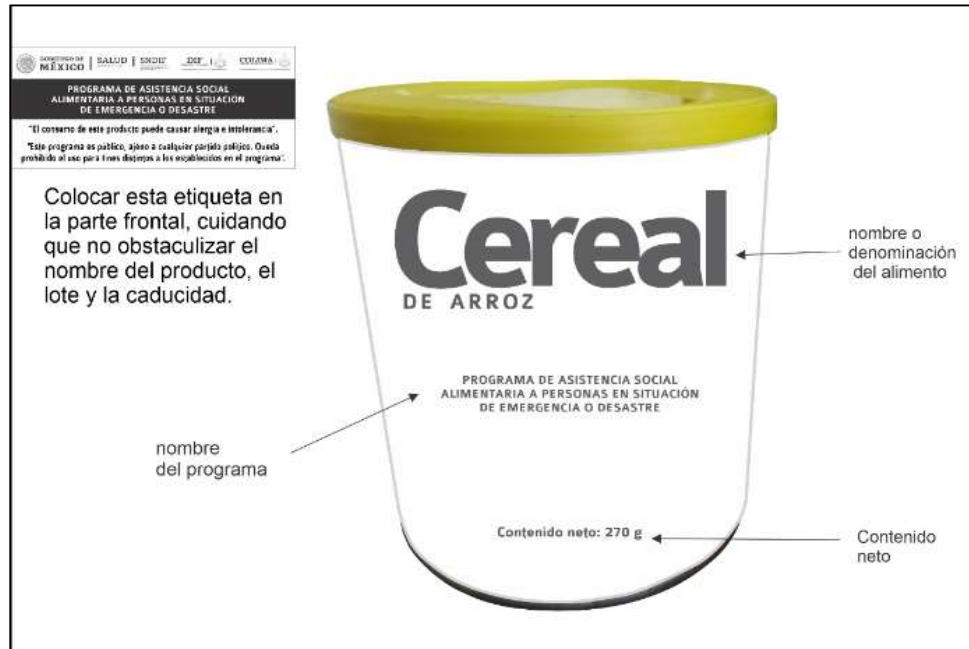 GOBIERNO DE MÉXICO | SALUD | SNDIF DIF COLIMA
PROGRAMA DE ASISTENCIA SOCIAL
ALIMENTARIA A PERSONAS EN SITUACIÓN
DE EMERGENCIA O DESASTRE
"El consumo de este producto puede causar alergia e intolerancia".
"Este programa es público, ajeno a cualquier partido político. Queda
prohibido el uso para fines distintos a los establecidos en el programa".
Colocar esta etiqueta en
la parte frontal, cuidando
que no obstaculizar el
nombre del producto, el
lote y la caducidad.
Cereal
DE ARROZ
nombre o
denominación
del alimento
PROGRAMA DE ASISTENCIA SOCIAL
ALIMENTARIA A PERSONAS EN SITUACIÓN
DE EMERGENCIA O DESASTRE
nombre
del programa
Contenido neto: 270 g
Contenido
neto